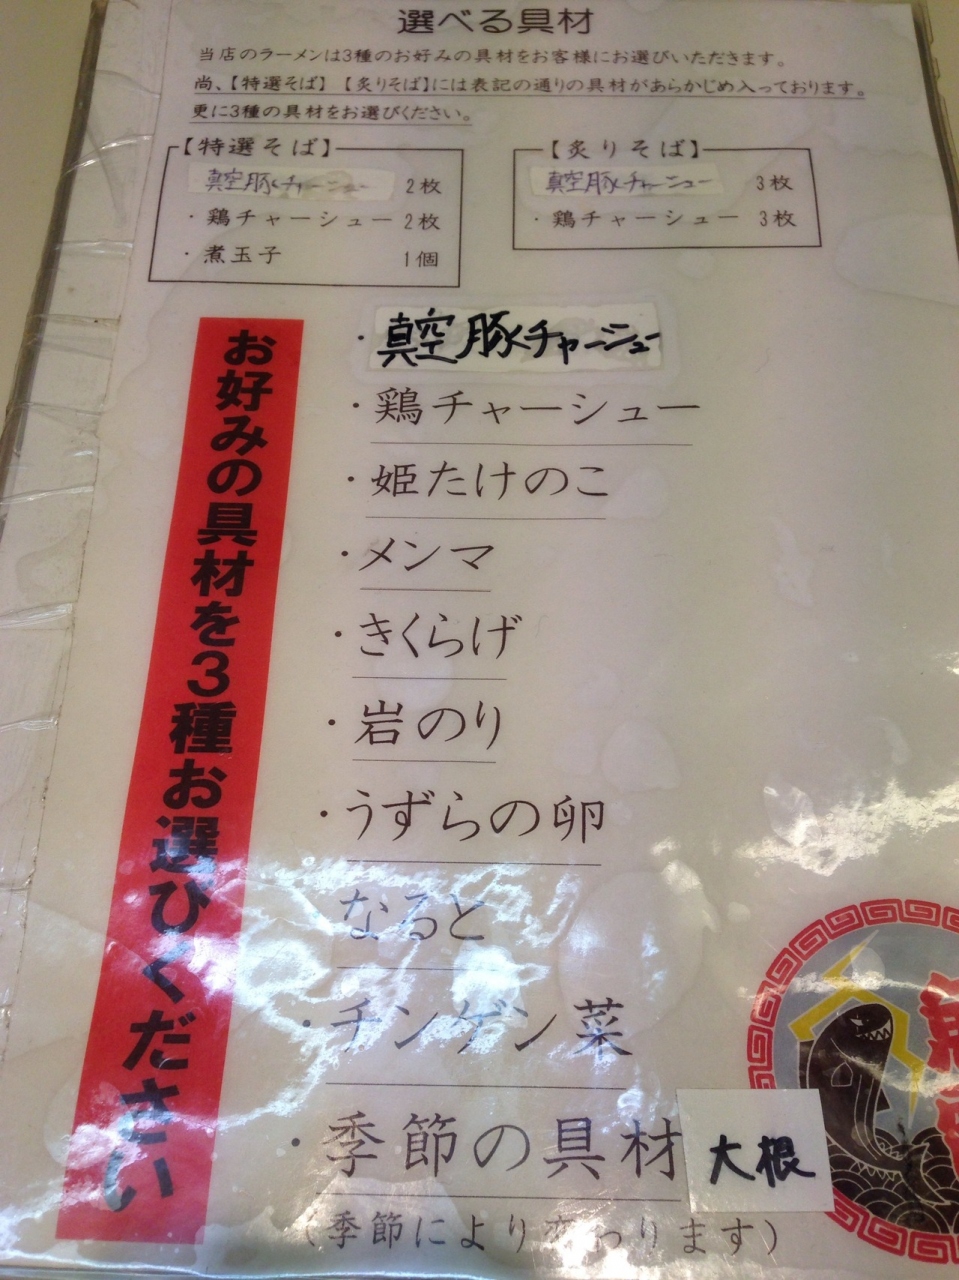 選べる具材
当店のラーメンは3種のお好みの具材をお客様にお選びいただきます。
尚、【特選そば】【炙りそば】には表記の通りの具材があらかじめ入っております。
更に3種の具材をお選びください。
【特選そば】
真空豚チャーシュー 2枚
・鶏チャーシュー 2枚
・煮玉子 1個
【炙りそば】
真空豚チャーシュー 3枚
・鶏チャーシュー 3枚
お好みの具材を3種お選びください
・真空豚チャーシュー
・鶏チャーシュー
・姫たけのこ
・メンマ
・きくらげ
・岩のり
・うずらの卵
なると
・チンゲン菜
・季節の具材 大根
(季節により変わります)